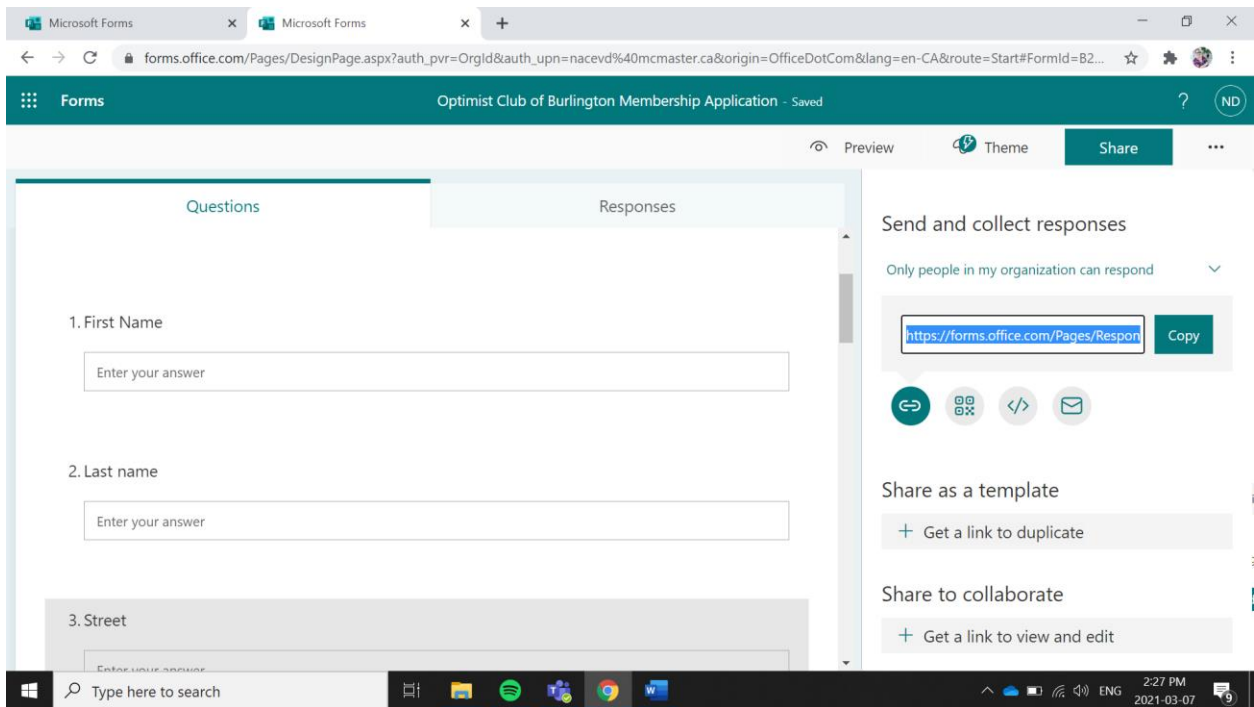 Microsoft Forms
Microsoft Forms
forms.office.com/Pages/DesignPage.aspx?auth_pvr=OrgId&auth_upn=nacevd%40mcmaster.ca&origin=OfficeDotCom&lang=en-CA&route=Start#FormId=B2...
Forms
Optimist Club of Burlington Membership Application - Saved
?
ND
Preview
Theme
Share
Questions
Responses
Send and collect responses
Only people in my organization can respond
https://forms.office.com/Pages/Respon
Copy
1. First Name
Enter your answer
2. Last name
Enter your answer
Share as a template
Get a link to duplicate
Share to collaborate
Get a link to view and edit
3. Street
Enter your answer
Type here to search
ENG
2:27 PM
2021-03-07
9